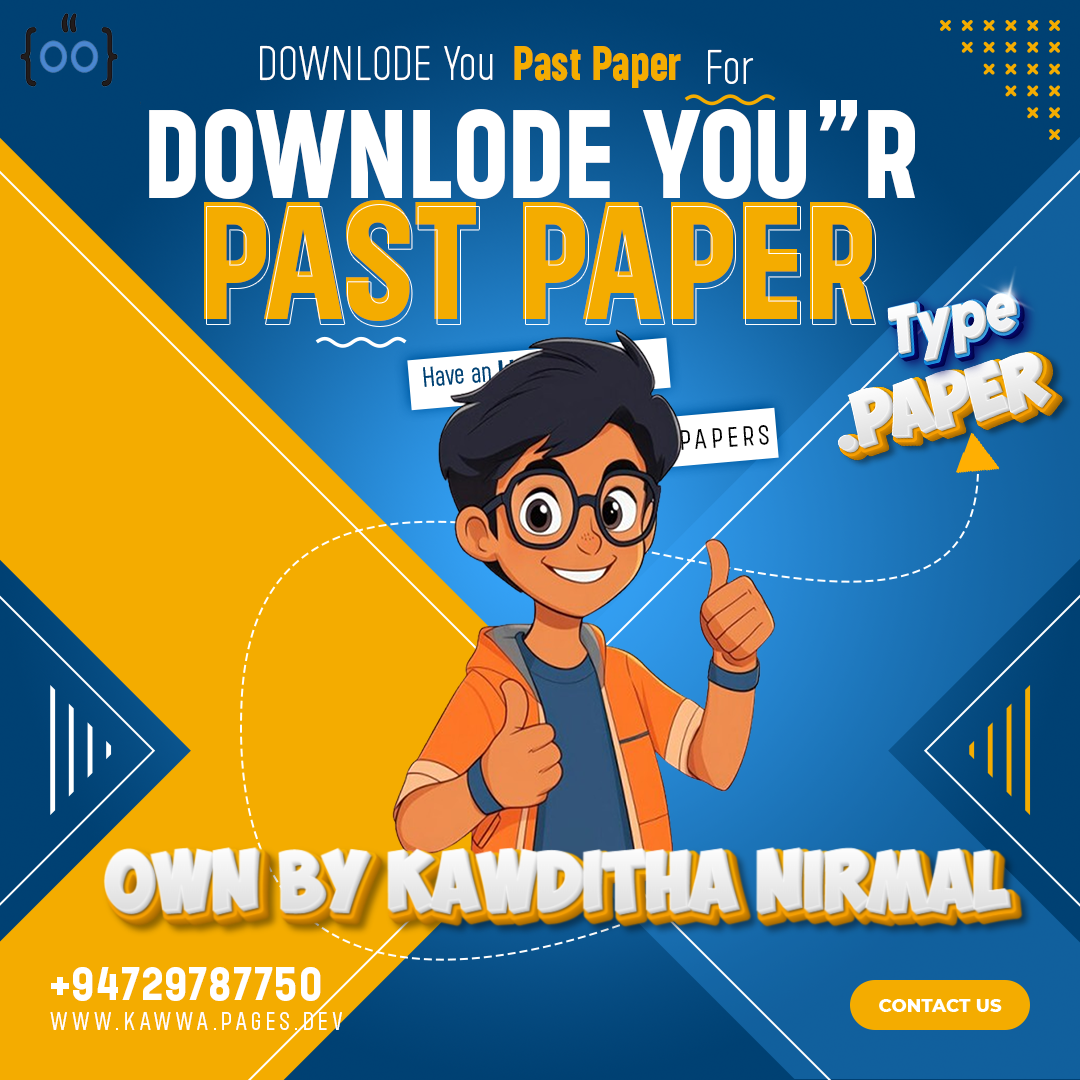 DOWNLODE You Past Paper For
DOWNLODE YOU”R
PAST PAPER
Type
.PAPER
Have an
PAPERS
OWN BY KAWDITHA NIRMAL
+94729787750
WWW.KAWWA.PAGES.DEV
CONTACT US